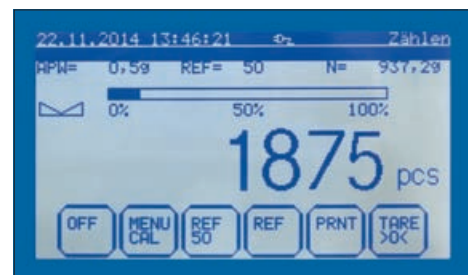 22.11.2014 13:46:21 Zählen
APW= 0,5g REF= 50 N= 937,2g
0% 50% 100%
1875 pcs
OFF MENU CAL REF 50 REF PRNT TARE >0<